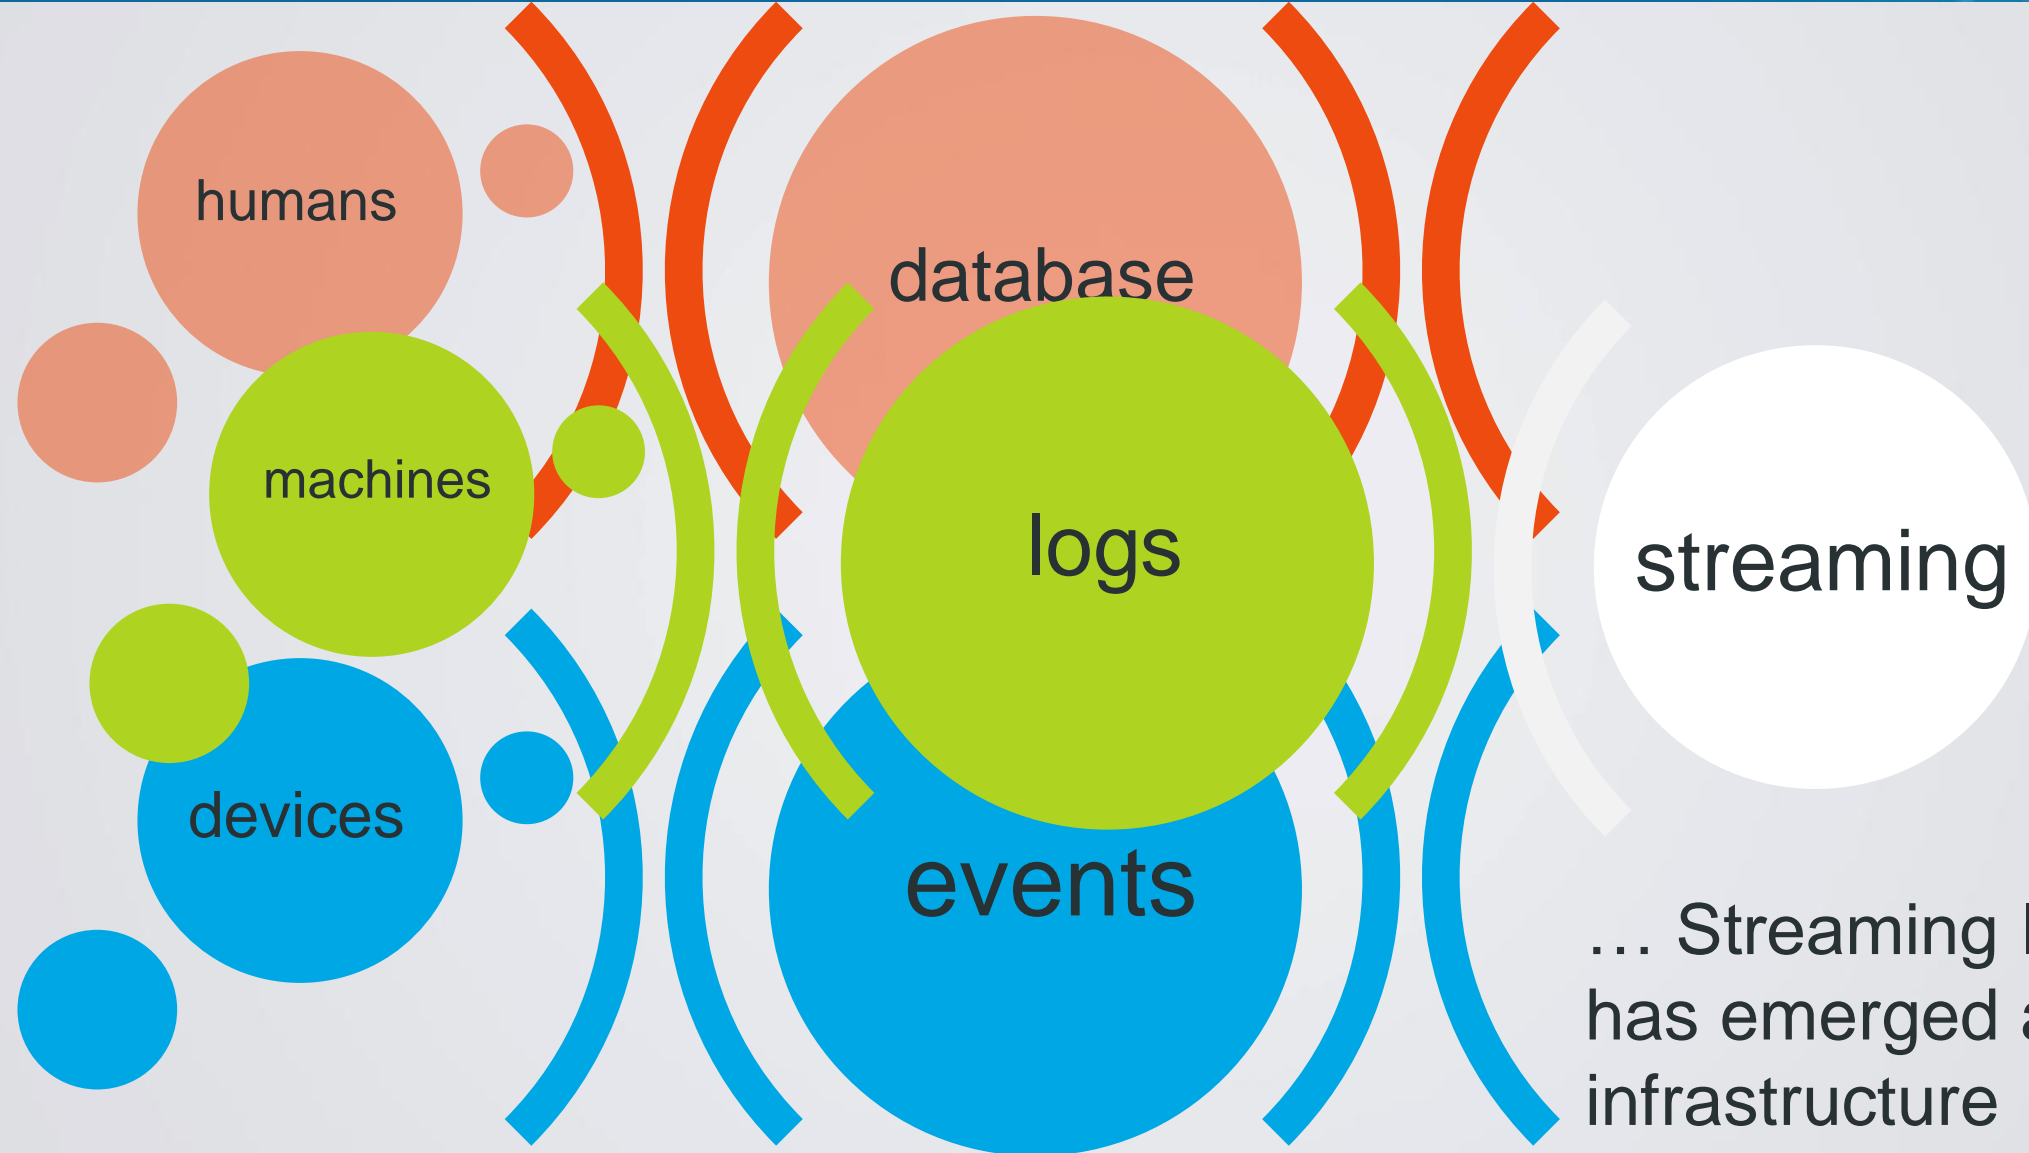 humans
database
machines
logs
streaming
devices
events
… Streaming
has emerged
infrastructure